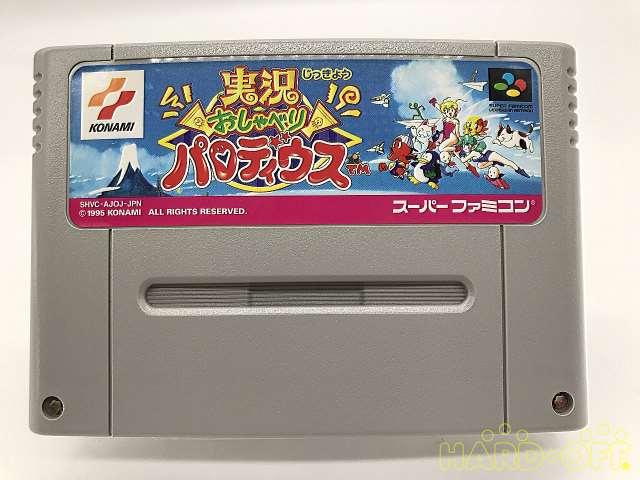 KONAMI
じっきょう
実況
おしゃべり
パロディウス
TM
SUPER FAMICOM
SHVC-AJOJ-JPN
©1995 KONAMI ALL RIGHTS RESERVED.
スーパーファミコン®
HARD-OFF